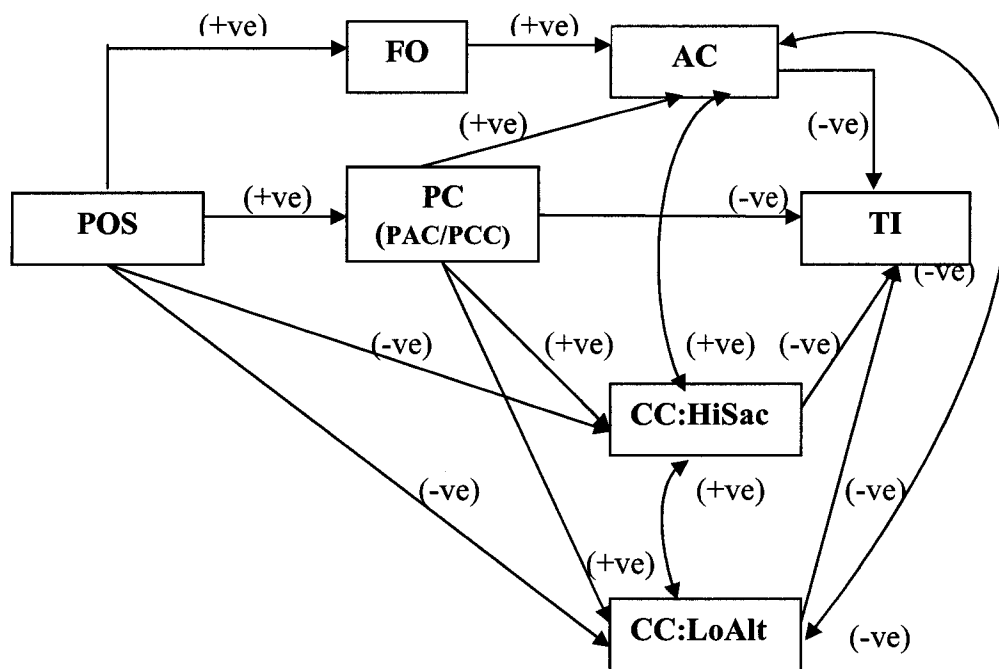 (+ve)
(+ve)
FO
AC
(+ve)
(-ve)
POS
(+ve)
PC
(PAC/PCC)
(-ve)
TI
(-ve)
(-ve)
(+ve)
(+ve)
(-ve)
CC:HiSac
(-ve)
(+ve)
(-ve)
(+ve)
CC:LoAlt
(-ve)